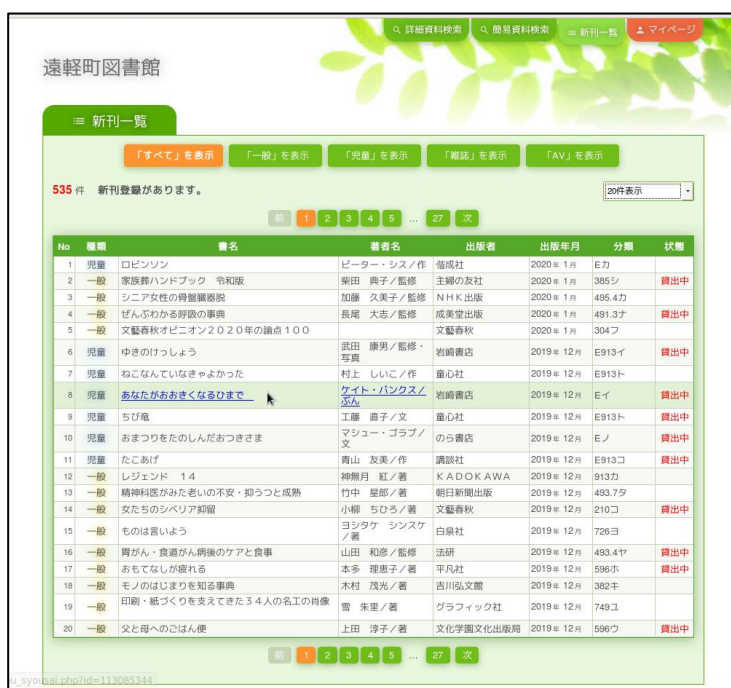 詳細資料検索 簡易資料検索 新刊一覧 マイページ
遠軽町図書館
新刊一覧
「すべて」を表示 「一般」を表示 「児童」を表示 「雑誌」を表示 「AV」を表示
535 件 新刊登録があります。 20件表示
前 1 2 3 4 5 ... 27 次
No 種類 書名 著者名 出版者 出版年月 分類 状態
1 児童 ロビンソン ピーター・シス／作 偕成社 2020年 1月 Eカ
2 一般 家族葬ハンドブック 令和版 柴田 典子／監修 主婦の友社 2020年 1月 385シ 貸出中
3 一般 シニア女性の骨盤臓器脱 加藤 久美子／監修 ＮＨＫ出版 2020年 1月 495.4カ
4 一般 ぜんぶわかる呼吸の事典 長尾 大志／監修 成美堂出版 2020年 1月 491.3ナ 貸出中
5 一般 文藝春秋オピニオン２０２０年の論点１００ 文藝春秋 2020年 1月 304フ
6 児童 ゆきのけっしょう 武田 康男／監修・写真 岩崎書店 2019年 12月 E913イ 貸出中
7 児童 ねこなんていなきゃよかった 村上 しいこ／作 童心社 2019年 12月 E913ト
8 児童 あなたがおおきくなるひまで ケイト・バンクス／ぶん 岩崎書店 2019年 12月 Eイ 貸出中
9 児童 ちび竜 工藤 直子／文 童心社 2019年 12月 E913ト 貸出中
10 児童 おまつりをたのしんだおつきさま マシュー・ゴラブ／文 のら書店 2019年 12月 Eノ 貸出中
11 児童 たこあげ 青山 友美／作 講談社 2019年 12月 E913コ 貸出中
12 一般 レジェンド １４ 神無月 紅／著 ＫＡＤＯＫＡＷＡ 2019年 12月 913カ
13 一般 精神科医がみた老いの不安・抑うつと成熟 竹中 星郎／著 朝日新聞出版 2019年 12月 493.7タ
14 一般 女たちのシベリア抑留 小柳 ちひろ／著 文藝春秋 2019年 12月 210コ 貸出中
15 一般 ものは言いよう ヨシタケ シンスケ／著 白泉社 2019年 12月 726ヨ
16 一般 胃がん・食道がん病後のケアと食事 山田 和彦／監修 法研 2019年 12月 493.4ヤ 貸出中
17 一般 おもてなしが疲れる 本多 理恵子／著 平凡社 2019年 12月 596ホ 貸出中
18 一般 モノのはじまりを知る事典 木村 茂光／著 吉川弘文館 2019年 12月 382キ
19 一般 印刷・紙づくりを支えてきた３４人の名工の肖像 雪 朱里／著 グラフィック社 2019年 12月 749ユ
20 一般 父と母へのごはん便 上田 淳子／著 文化学園文化出版局 2019年 12月 596ウ 貸出中
前 1 2 3 4 5 ... 27 次
u_syousai.php?id=113085344